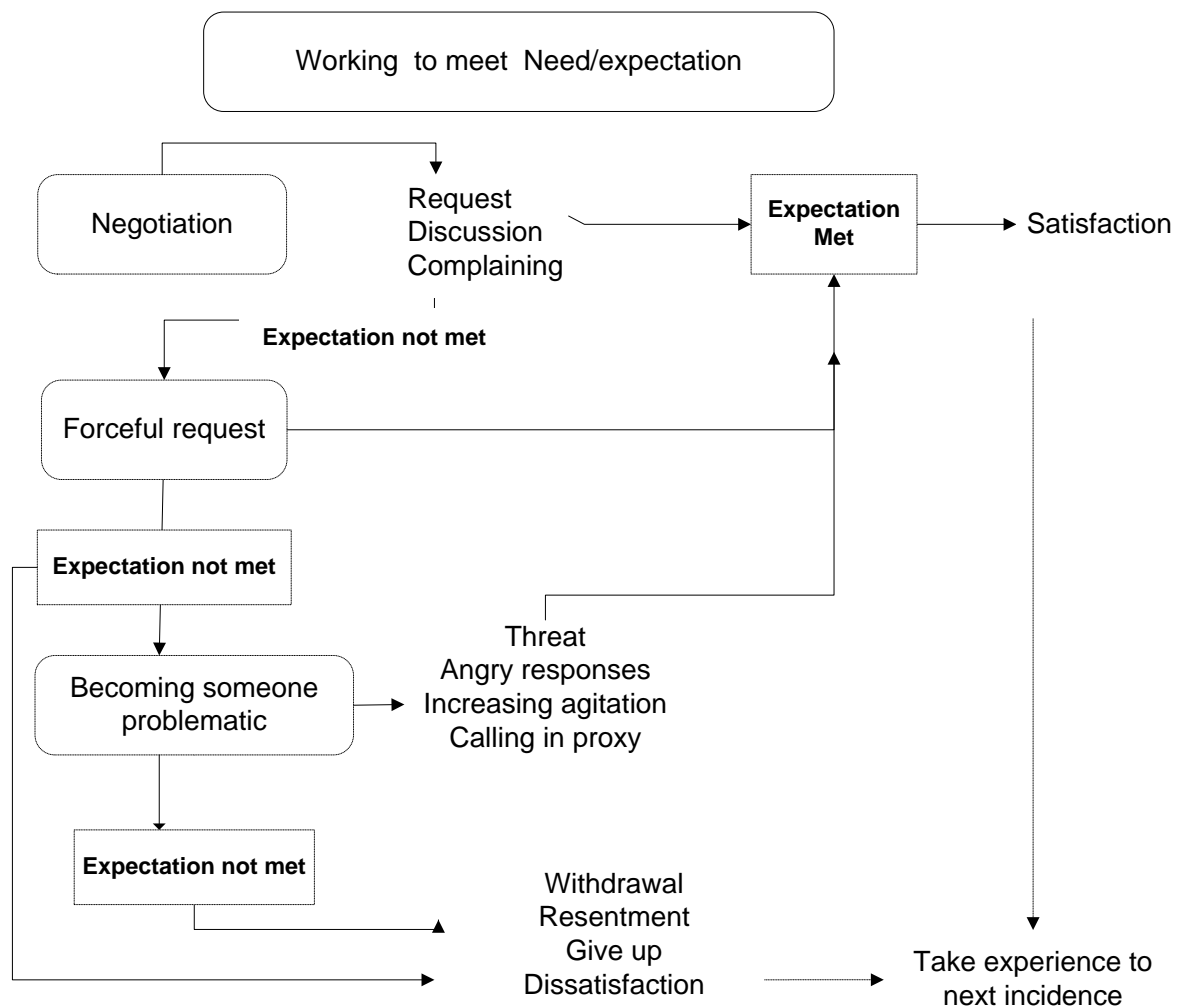 Working to meet Need/expectation
Negotiation
Request
Discussion
Complaining
Expectation
Met
Satisfaction
Expectation not met
Forceful request
Expectation not met
Becoming someone
problematic
Threat
Angry responses
Increasing agitation
Calling in proxy
Expectation not met
Withdrawal
Resentment
Give up
Dissatisfaction
Take experience to
next incidence